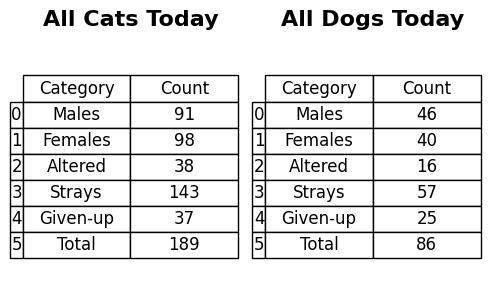 All Cats Today
Category Count
0 Males 91
1 Females 98
2 Altered 38
3 Strays 143
4 Given-up 37
5 Total 189
All Dogs Today
Category Count
0 Males 46
1 Females 40
2 Altered 16
3 Strays 57
4 Given-up 25
5 Total 86